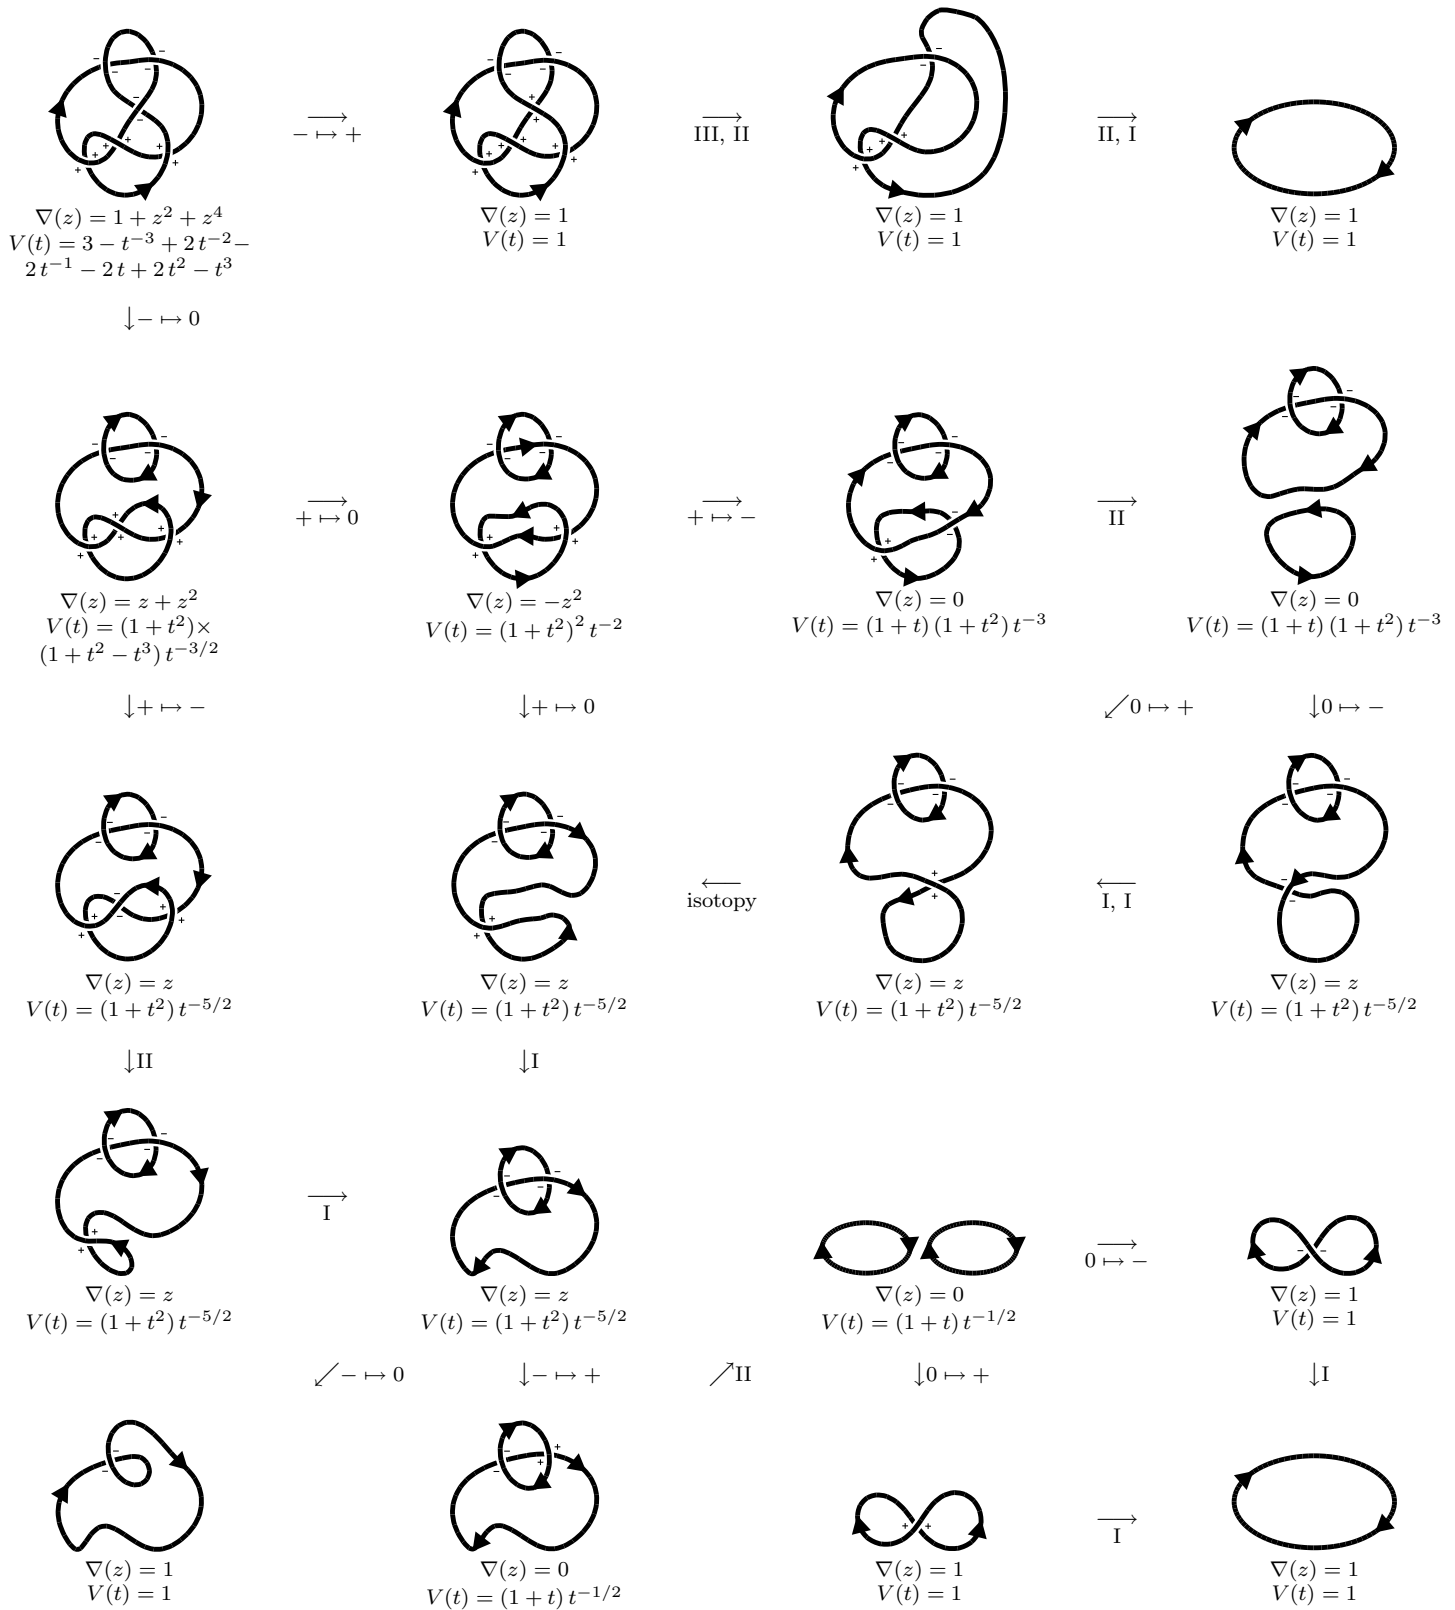 − ↦ +
III, II
II, I
∇(z) = 1 + z² + z⁴
V(t) = 3 − t⁻³ + 2 t⁻² −
2 t⁻¹ − 2 t + 2 t² − t³
∇(z) = 1
V(t) = 1
∇(z) = 1
V(t) = 1
∇(z) = 1
V(t) = 1
↓− ↦ 0
+ ↦ 0
+ ↦ −
II
∇(z) = z + z²
V(t) = (1 + t²)×
(1 + t² − t³) t^{−3/2}
∇(z) = −z²
V(t) = (1 + t²)² t⁻²
∇(z) = 0
V(t) = (1 + t) (1 + t²) t⁻³
∇(z) = 0
V(t) = (1 + t) (1 + t²) t⁻³
↓+ ↦ −
↓+ ↦ 0
↙0 ↦ +
↓0 ↦ −
isotopy
I, I
∇(z) = z
V(t) = (1 + t²) t^{−5/2}
∇(z) = z
V(t) = (1 + t²) t^{−5/2}
∇(z) = z
V(t) = (1 + t²) t^{−5/2}
∇(z) = z
V(t) = (1 + t²) t^{−5/2}
↓II
↓I
I
0 ↦ −
∇(z) = z
V(t) = (1 + t²) t^{−5/2}
∇(z) = z
V(t) = (1 + t²) t^{−5/2}
∇(z) = 0
V(t) = (1 + t) t^{−1/2}
∇(z) = 1
V(t) = 1
↙− ↦ 0
↓− ↦ +
↗II
↓0 ↦ +
↓I
I
∇(z) = 1
V(t) = 1
∇(z) = 0
V(t) = (1 + t) t^{−1/2}
∇(z) = 1
V(t) = 1
∇(z) = 1
V(t) = 1